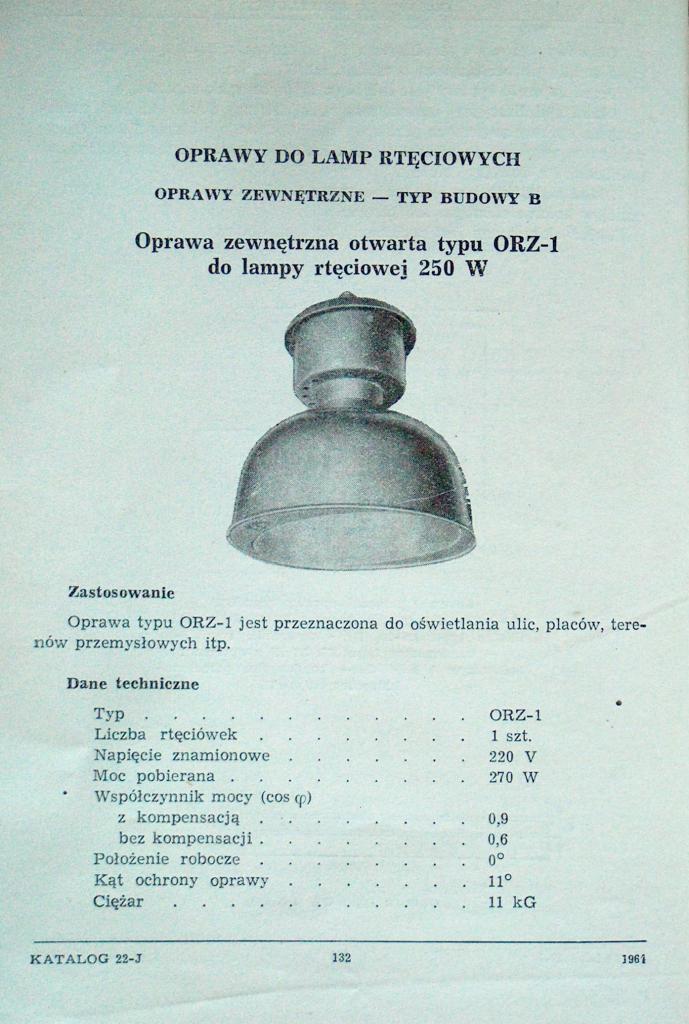 OPRAWY DO LAMP RTĘCIOWYCH
OPRAWY ZEWNĘTRZNE — TYP BUDOWY B
Oprawa zewnętrzna otwarta typu ORZ-1
do lampy rtęciowej 250 W
Zastosowanie
Oprawa typu ORZ-1 jest przeznaczona do oświetlania ulic, placów, tere-
nów przemysłowych itp.
Dane techniczne
Typ . . . . . . . . . . . . ORZ-1
Liczba rtęciówek . . . . . . . . 1 szt.
Napięcie znamionowe . . . . . . . 220 V
Moc pobierana . . . . . . . . . 270 W
Współczynnik mocy (cos φ)
z kompensacją . . . . . . . . 0,9
bez kompensacji . . . . . . . . 0,6
Położenie robocze . . . . . . . . 0°
Kąt ochrony oprawy . . . . . . . 11°
Ciężar . . . . . . . . . . . 11 kG
KATALOG 22-J 132 1961